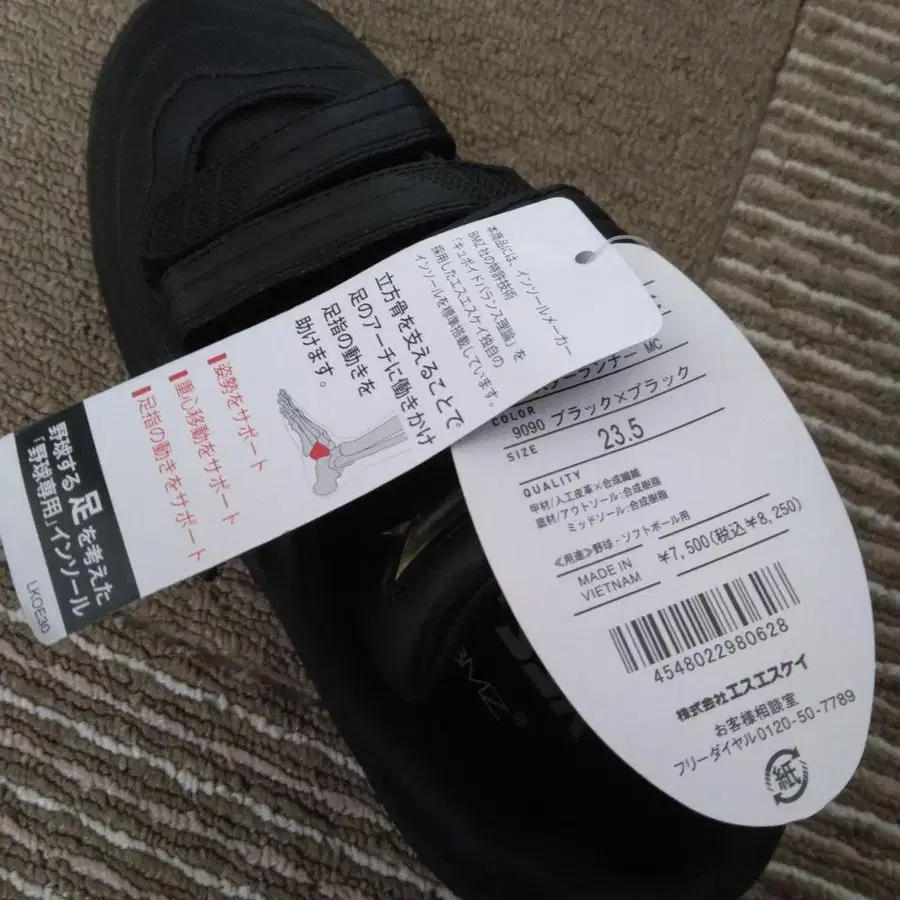 本商品には、インソールメーカー
BMZ社の特許技術
「キュボイドバランス理論」を
採用したエスエスケイ独自の
インソールを標準搭載しています。
立方骨を支えることで
足のアーチに働きかけ
足指の動きを
助けます。
姿勢をサポート
重心移動をサポート
足指の動きをサポート
野球する足を考えた
「野球専用」インソール
LKOE30
ーランナー MC
COLOR
9090 ブラック×ブラック
SIZE
23.5
QUALITY
甲材/人工皮革×合成繊維
底材/アウトソール:合成樹脂
ミッドソール:合成樹脂
≪用途≫野球・ソフトボール用
MADE IN
VIETNAM
¥7,500(税込¥8,250)
4548022980628
株式会社エスエスケイ
お客様相談室
フリーダイヤル0120-50-7789
紙
BMZ